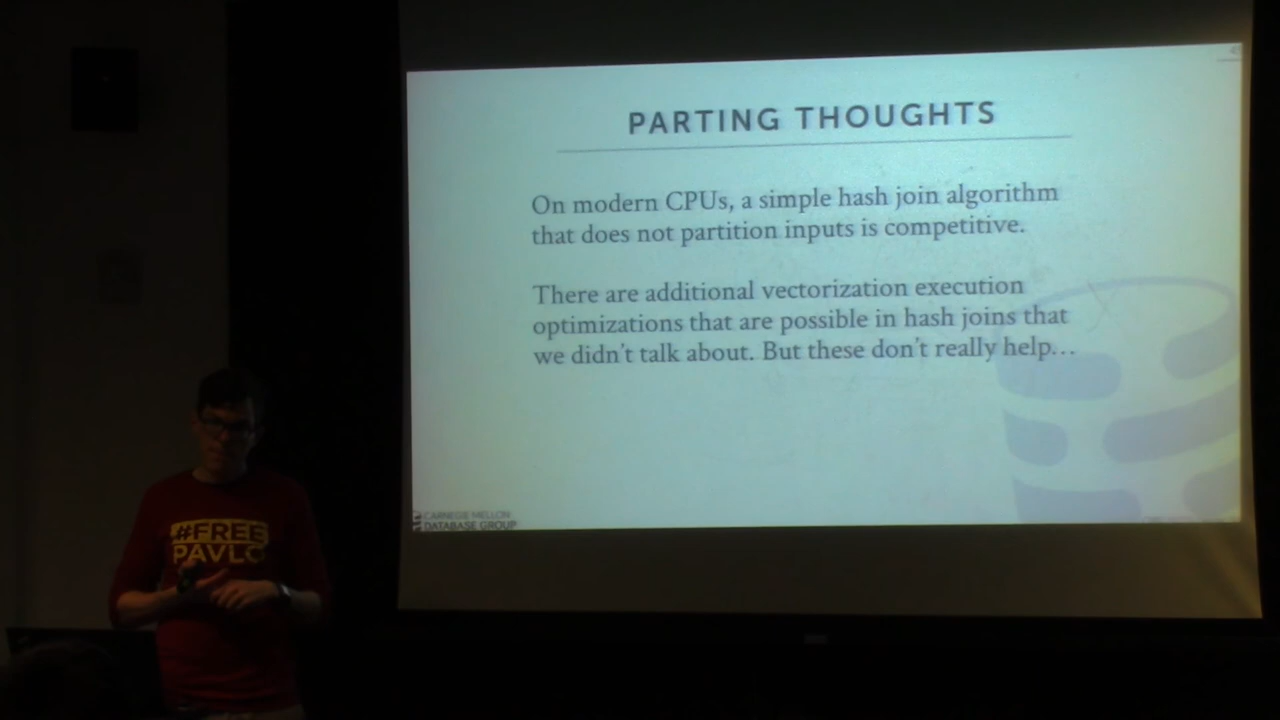 PARTING THOUGHTS
On modern CPUs, a simple hash join algorithm
that does not partition inputs is competitive.
There are additional vectorization execution
optimizations that are possible in hash joins that
we didn't talk about. But these don't really help…
CARNEGIE MELLON
DATABASE GROUP
#FREE
PAVLO